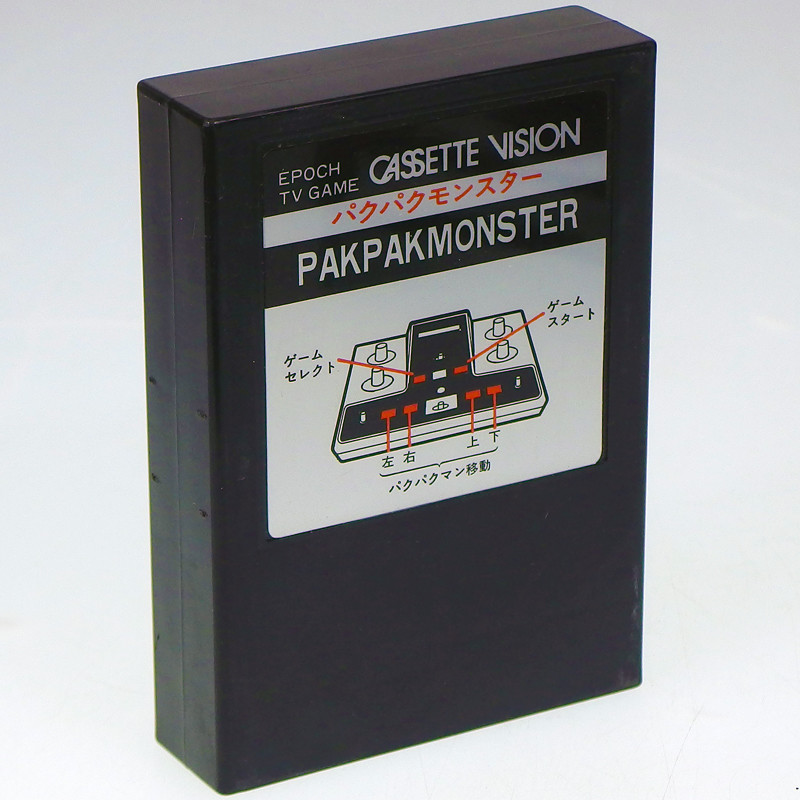 EPOCH
TV GAME
CASSETTE VISION
パクパクモンスター
PAKPAKMONSTER
ゲーム
スタート
ゲーム
セレクト
左 右 上 下
パクパクマン移動